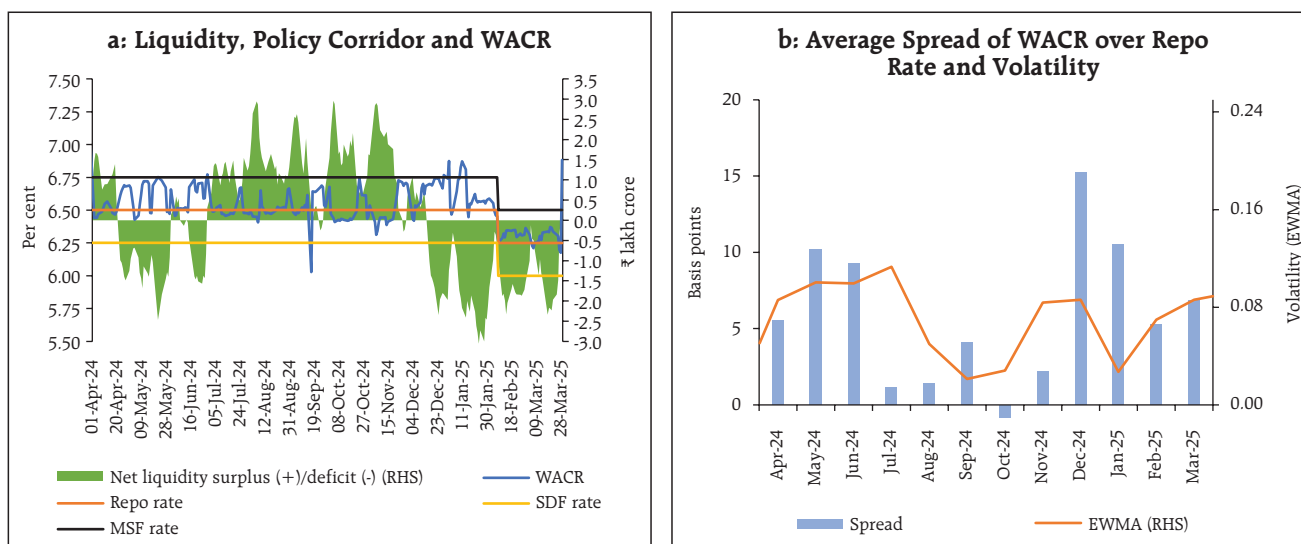 a: Liquidity, Policy Corridor and WACR
7.50
7.25
7.00
6.75
6.50
6.25
6.00
5.75
5.50
Per cent
3.5
3.0
2.5
2.0
1.5
1.0
0.5
0.0
-0.5
-1.0
-1.5
-2.0
-2.5
-3.0
₹ lakh crore
01-Apr-24
20-Apr-24
09-May-24
28-May-24
16-Jun-24
05-Jul-24
24-Jul-24
12-Aug-24
31-Aug-24
19-Sep-24
08-Oct-24
27-Oct-24
15-Nov-24
04-Dec-24
23-Dec-24
11-Jan-25
30-Jan-25
18-Feb-25
09-Mar-25
28-Mar-25
Net liquidity surplus (+)/deficit (-) (RHS)
WACR
Repo rate
SDF rate
MSF rate
b: Average Spread of WACR over Repo
Rate and Volatility
20
15
10
5
0
Basis points
0.24
0.16
0.08
0.00
Volatility (EWMA)
Apr-24
May-24
Jun-24
Jul-24
Aug-24
Sep-24
Oct-24
Nov-24
Dec-24
Jan-25
Feb-25
Mar-25
Spread
EWMA (RHS)